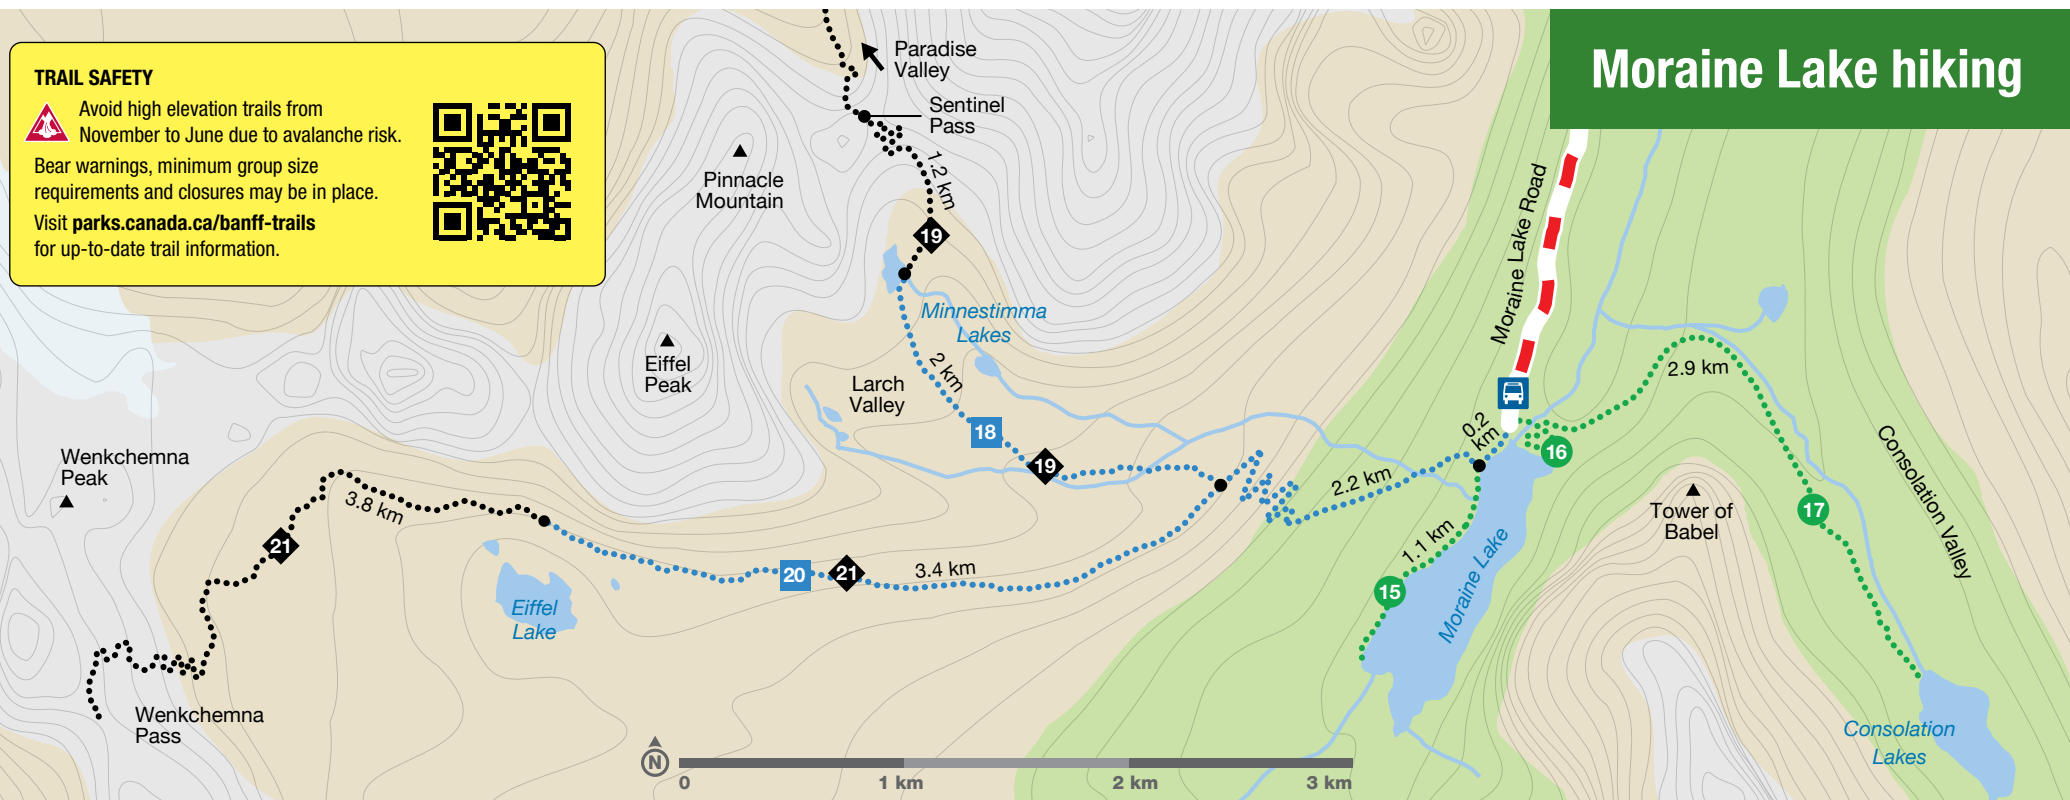 Moraine Lake hiking
TRAIL SAFETY
Avoid high elevation trails from
November to June due to avalanche risk.
Bear warnings, minimum group size
requirements and closures may be in place.
Visit parks.canada.ca/banff-trails
for up-to-date trail information.
Paradise
Valley
Sentinel
Pass
1.2 km
Pinnacle
Mountain
19
Minnestimma
Lakes
Eiffel
Peak
2 km
Larch
Valley
18
19
Moraine Lake Road
0.2
km
2.9 km
16
Consolation Valley
Wenkchemna
Peak
3.8 km
21
2.2 km
Tower of
Babel
17
1.1 km
Moraine Lake
20
21
3.4 km
15
Eiffel
Lake
Wenkchemna
Pass
Consolation
Lakes
N
0
1 km
2 km
3 km